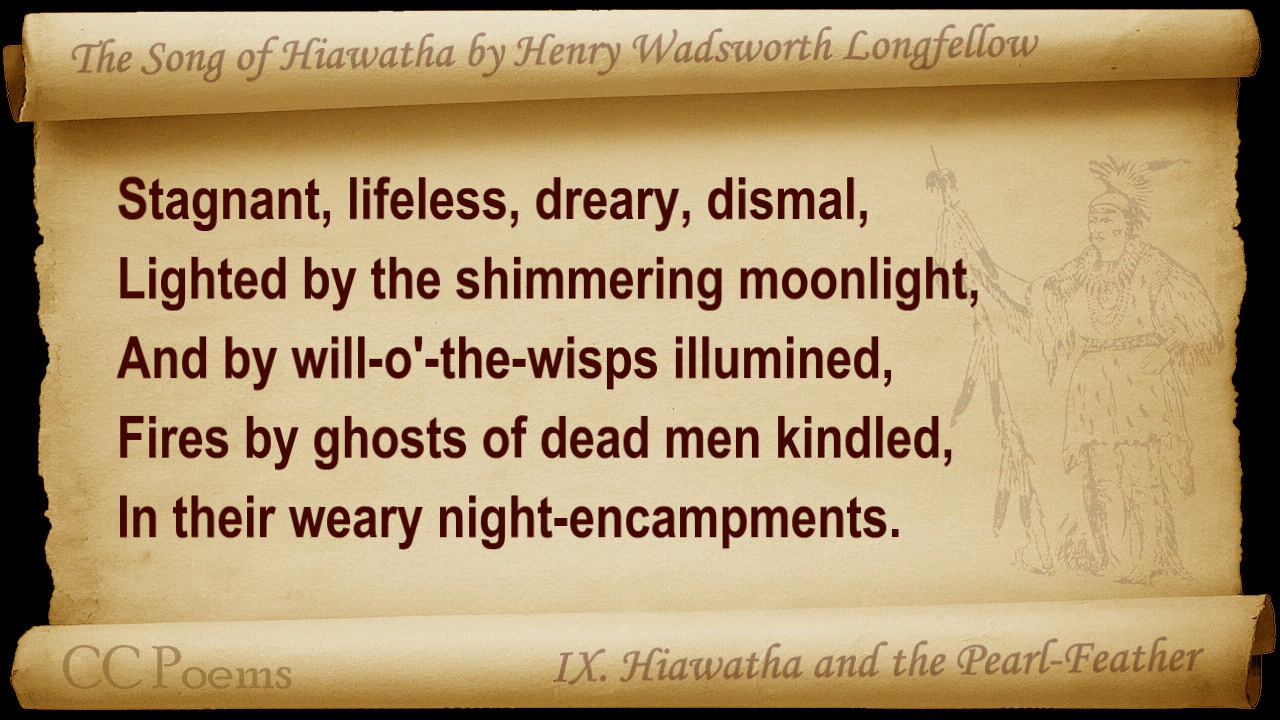 The Song of Hiawatha by Henry Wadsworth Longfellow
Stagnant, lifeless, dreary, dismal,
Lighted by the shimmering moonlight,
And by will-o'-the-wisps illumined,
Fires by ghosts of dead men kindled,
In their weary night-encampments.
CC Poems
IX. Hiawatha and the Pearl-Feather